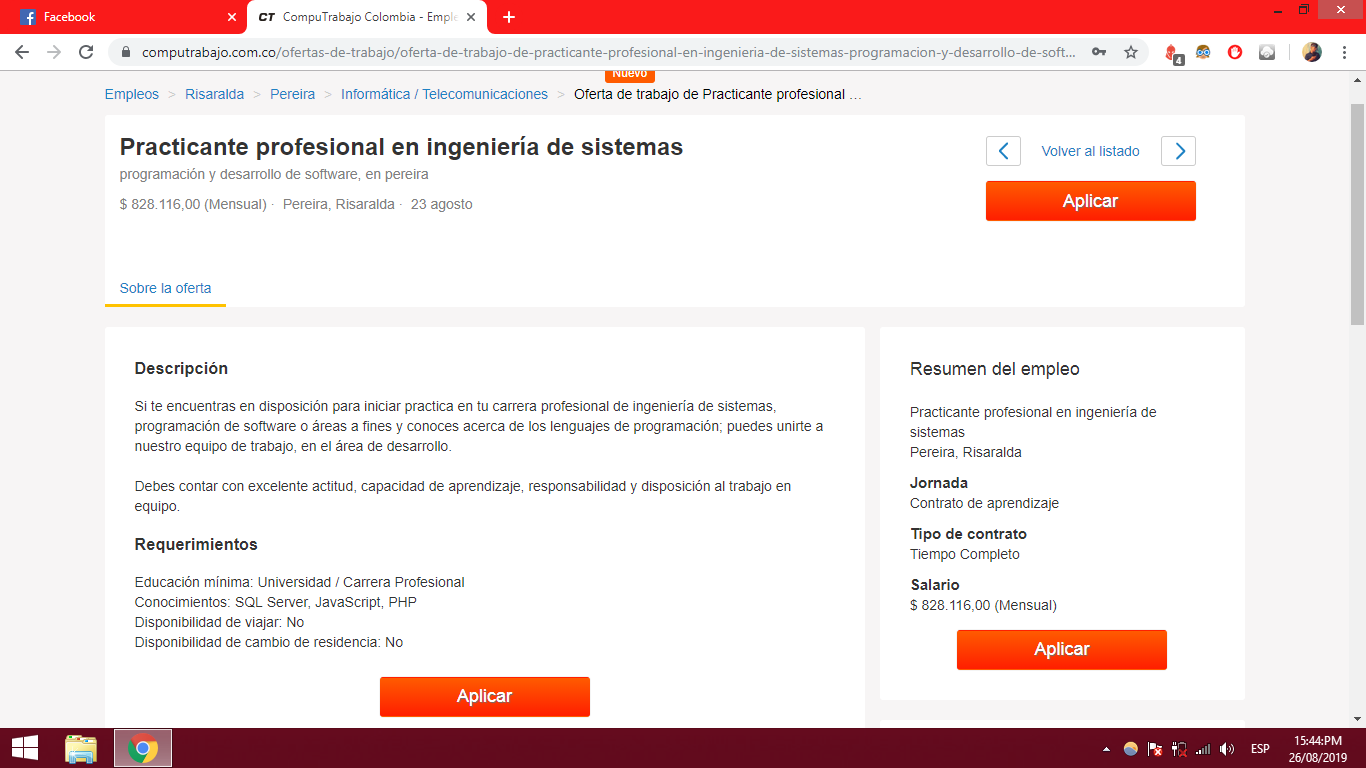 Facebook
CT CompuTrabajo Colombia - Emple
computrabajo.com.co/ofertas-de-trabajo/oferta-de-trabajo-de-practicante-profesional-en-ingenieria-de-sistemas-programacion-y-desarrollo-de-soft...
4
Nuevo
Empleos > Risaralda > Pereira > Informática / Telecomunicaciones > Oferta de trabajo de Practicante profesional ...
Practicante profesional en ingeniería de sistemas
programación y desarrollo de software, en pereira
$ 828.116,00 (Mensual) · Pereira, Risaralda · 23 agosto
Volver al listado
Aplicar
Sobre la oferta
Descripción
Si te encuentras en disposición para iniciar practica en tu carrera profesional de ingeniería de sistemas,
programación de software o áreas a fines y conoces acerca de los lenguajes de programación; puedes unirte a
nuestro equipo de trabajo, en el área de desarrollo.
Debes contar con excelente actitud, capacidad de aprendizaje, responsabilidad y disposición al trabajo en
equipo.
Requerimientos
Educación mínima: Universidad / Carrera Profesional
Conocimientos: SQL Server, JavaScript, PHP
Disponibilidad de viajar: No
Disponibilidad de cambio de residencia: No
Aplicar
Resumen del empleo
Practicante profesional en ingeniería de
sistemas
Pereira, Risaralda
Jornada
Contrato de aprendizaje
Tipo de contrato
Tiempo Completo
Salario
$ 828.116,00 (Mensual)
Aplicar
ESP
15:44:PM
26/08/2019